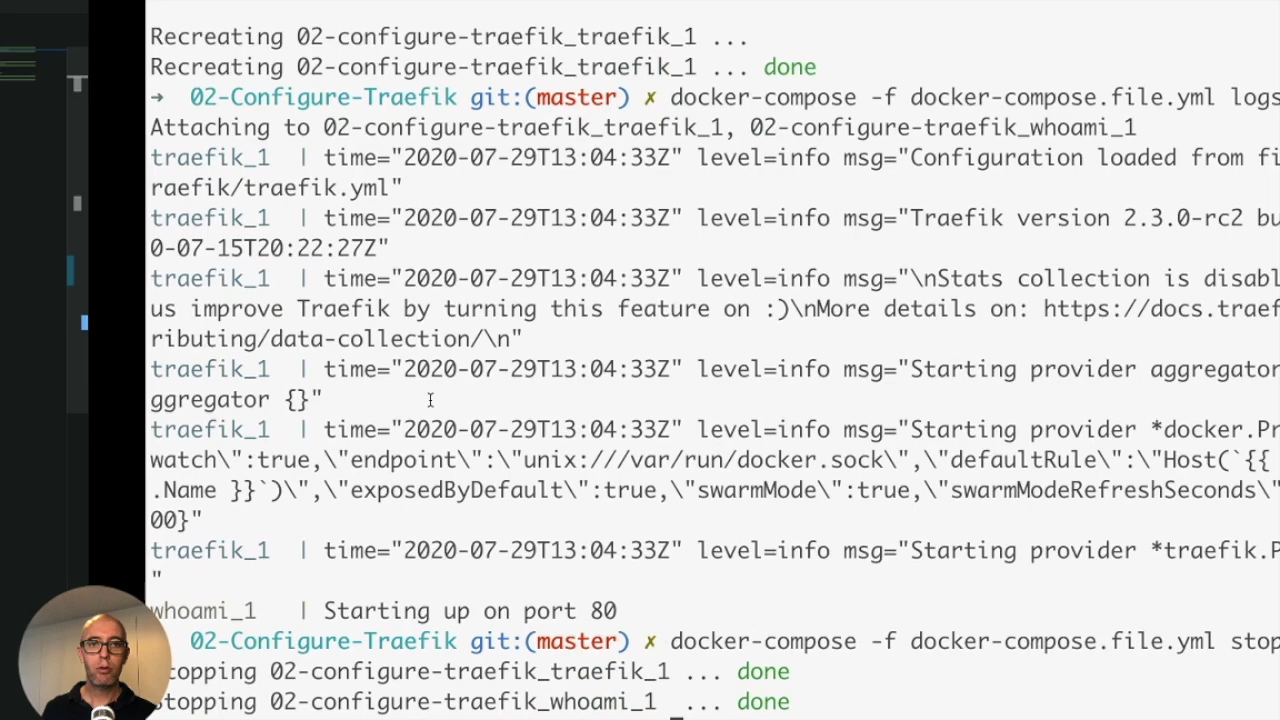 Recreating 02-configure-traefik_traefik_1 ...
Recreating 02-configure-traefik_traefik_1 ... done
➜ 02-Configure-Traefik git:(master) ✗ docker-compose -f docker-compose.file.yml logs
Attaching to 02-configure-traefik_traefik_1, 02-configure-traefik_whoami_1
traefik_1 | time="2020-07-29T13:04:33Z" level=info msg="Configuration loaded from fi
raefik/traefik.yml"
traefik_1 | time="2020-07-29T13:04:33Z" level=info msg="Traefik version 2.3.0-rc2 bu
0-07-15T20:22:27Z"
traefik_1 | time="2020-07-29T13:04:33Z" level=info msg="\nStats collection is disabl
us improve Traefik by turning this feature on :)\nMore details on: https://docs.traef
ributing/data-collection/\n"
traefik_1 | time="2020-07-29T13:04:33Z" level=info msg="Starting provider aggregator
ggregator {}"
traefik_1 | time="2020-07-29T13:04:33Z" level=info msg="Starting provider *docker.Pr
watch\":true,\"endpoint\":\"unix:///var/run/docker.sock\",\"defaultRule\":\"Host(`{{
.Name }}`)\",\"exposedByDefault\":true,\"swarmMode\":true,\"swarmModeRefreshSeconds\"
00}"
traefik_1 | time="2020-07-29T13:04:33Z" level=info msg="Starting provider *traefik.P
"
whoami_1 | Starting up on port 80
02-Configure-Traefik git:(master) ✗ docker-compose -f docker-compose.file.yml stop
topping 02-configure-traefik_traefik_1 ... done
topping 02-configure-traefik_whoami_1 ... done